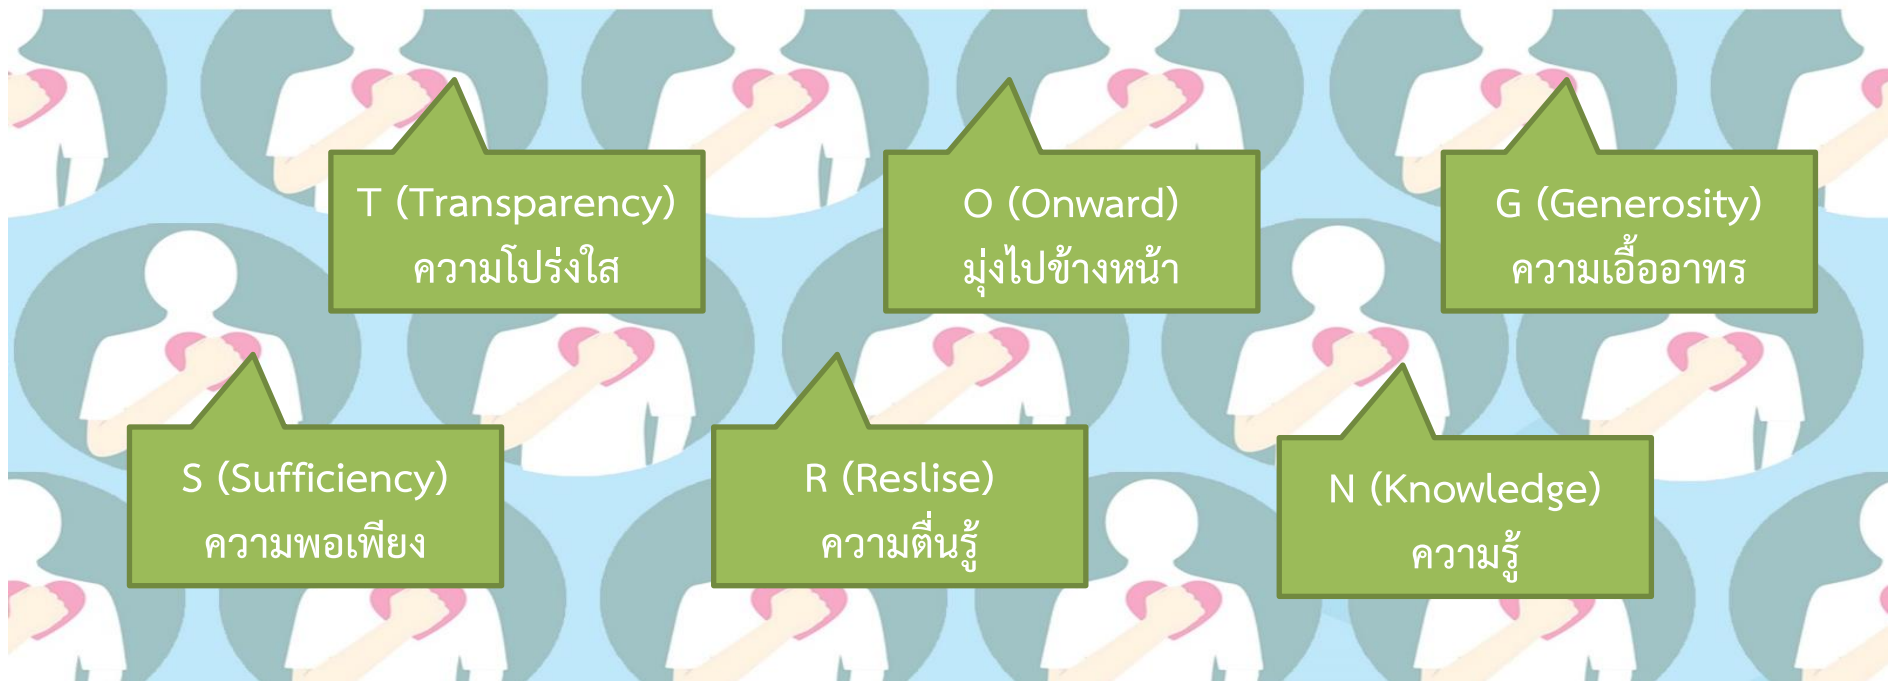 T (Transparency)
ความโปร่งใส
O (Onward)
มุ่งไปข้างหน้า
G (Generosity)
ความเอื้ออาทร
S (Sufficiency)
ความพอเพียง
R (Reslise)
ความตื่นรู้
N (Knowledge)
ความรู้